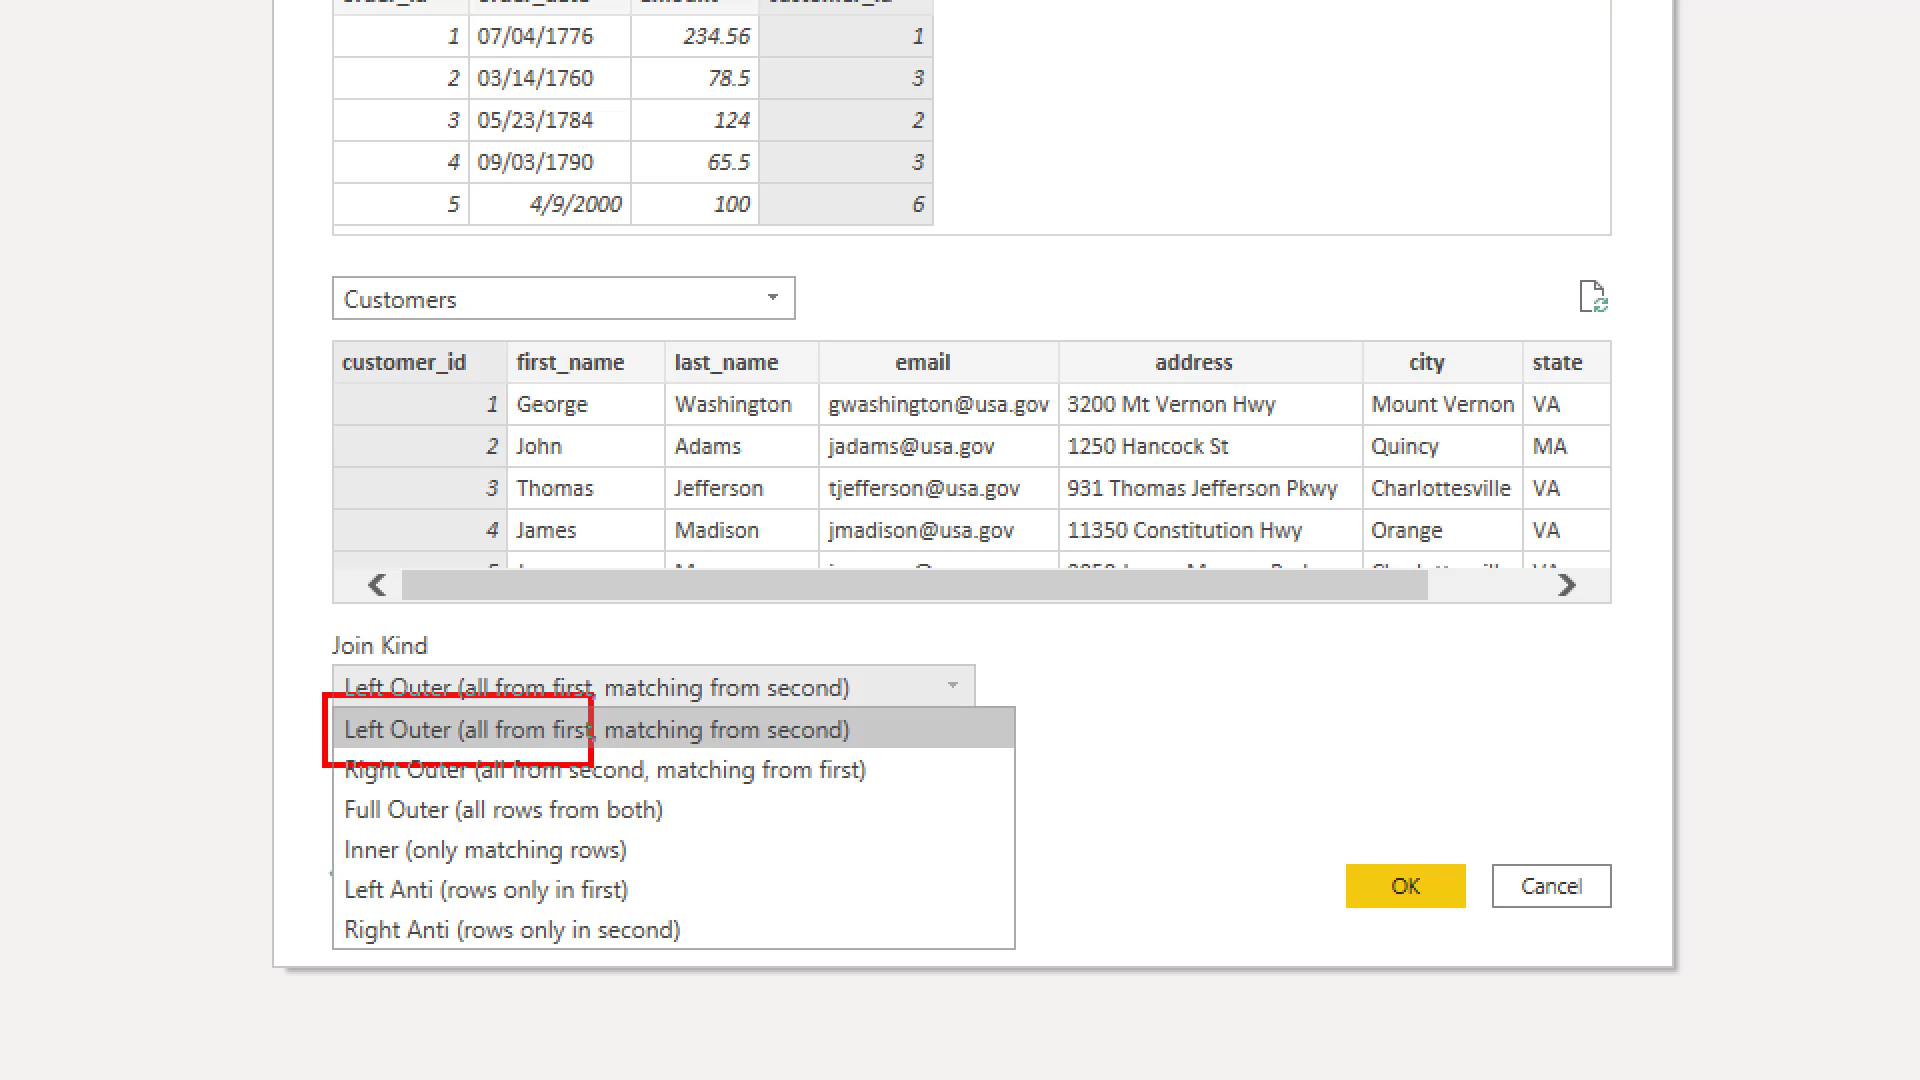 1 07/04/1776 234.56 1
2 03/14/1760 78.5 3
3 05/23/1784 124 2
4 09/03/1790 65.5 3
5 4/9/2000 100 6
Customers
customer_id first_name last_name email address city state
1 George Washington gwashington@usa.gov 3200 Mt Vernon Hwy Mount Vernon VA
2 John Adams jadams@usa.gov 1250 Hancock St Quincy MA
3 Thomas Jefferson tjefferson@usa.gov 931 Thomas Jefferson Pkwy Charlottesville VA
4 James Madison jmadison@usa.gov 11350 Constitution Hwy Orange VA
Join Kind
Left Outer (all from first, matching from second)
Left Outer (all from first, matching from second)
Right Outer (all from second, matching from first)
Full Outer (all rows from both)
Inner (only matching rows)
Left Anti (rows only in first)
Right Anti (rows only in second)
OK Cancel